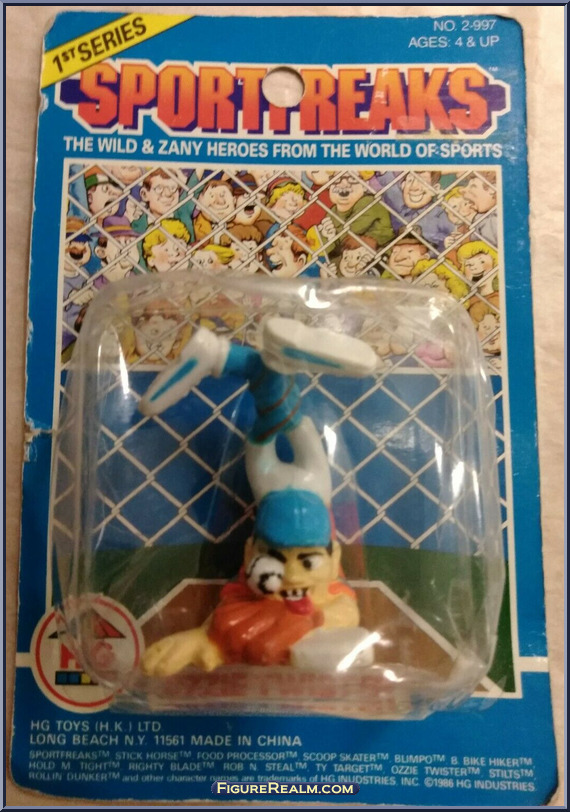 1ST SERIES
NO. 2-997
AGES: 4 & UP
SPORTFREAKS™
THE WILD & ZANY HEROES FROM THE WORLD OF SPORTS
HG
HG TOYS (H.K.) LTD.
LONG BEACH N.Y. 11561 MADE IN CHINA
SPORTFREAKS™ STICK HORSE™ FOOD PROCESSOR™, SCOOP SKATER™, BLIMPO™ B. BIKE HIKER™,
HOLD M. TIGHT™, RIGHTY BLADE™, ROB N. STEAL™, TY TARGET™, OZZIE TWISTER™, STILTS™,
ROLLIN DUNKER™ and other character names are trademarks of HG INDUSTRIES, INC. ©1986 HG INDUSTRIES
FIGUREREALM.COM